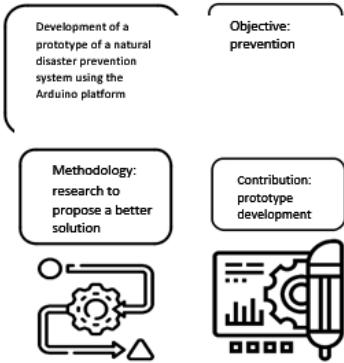 Development of a
prototype of a natural
disaster prevention
system using the
Arduino platform
Objective:
prevention
Methodology:
research to
propose a better
solution
Contribution:
prototype
development